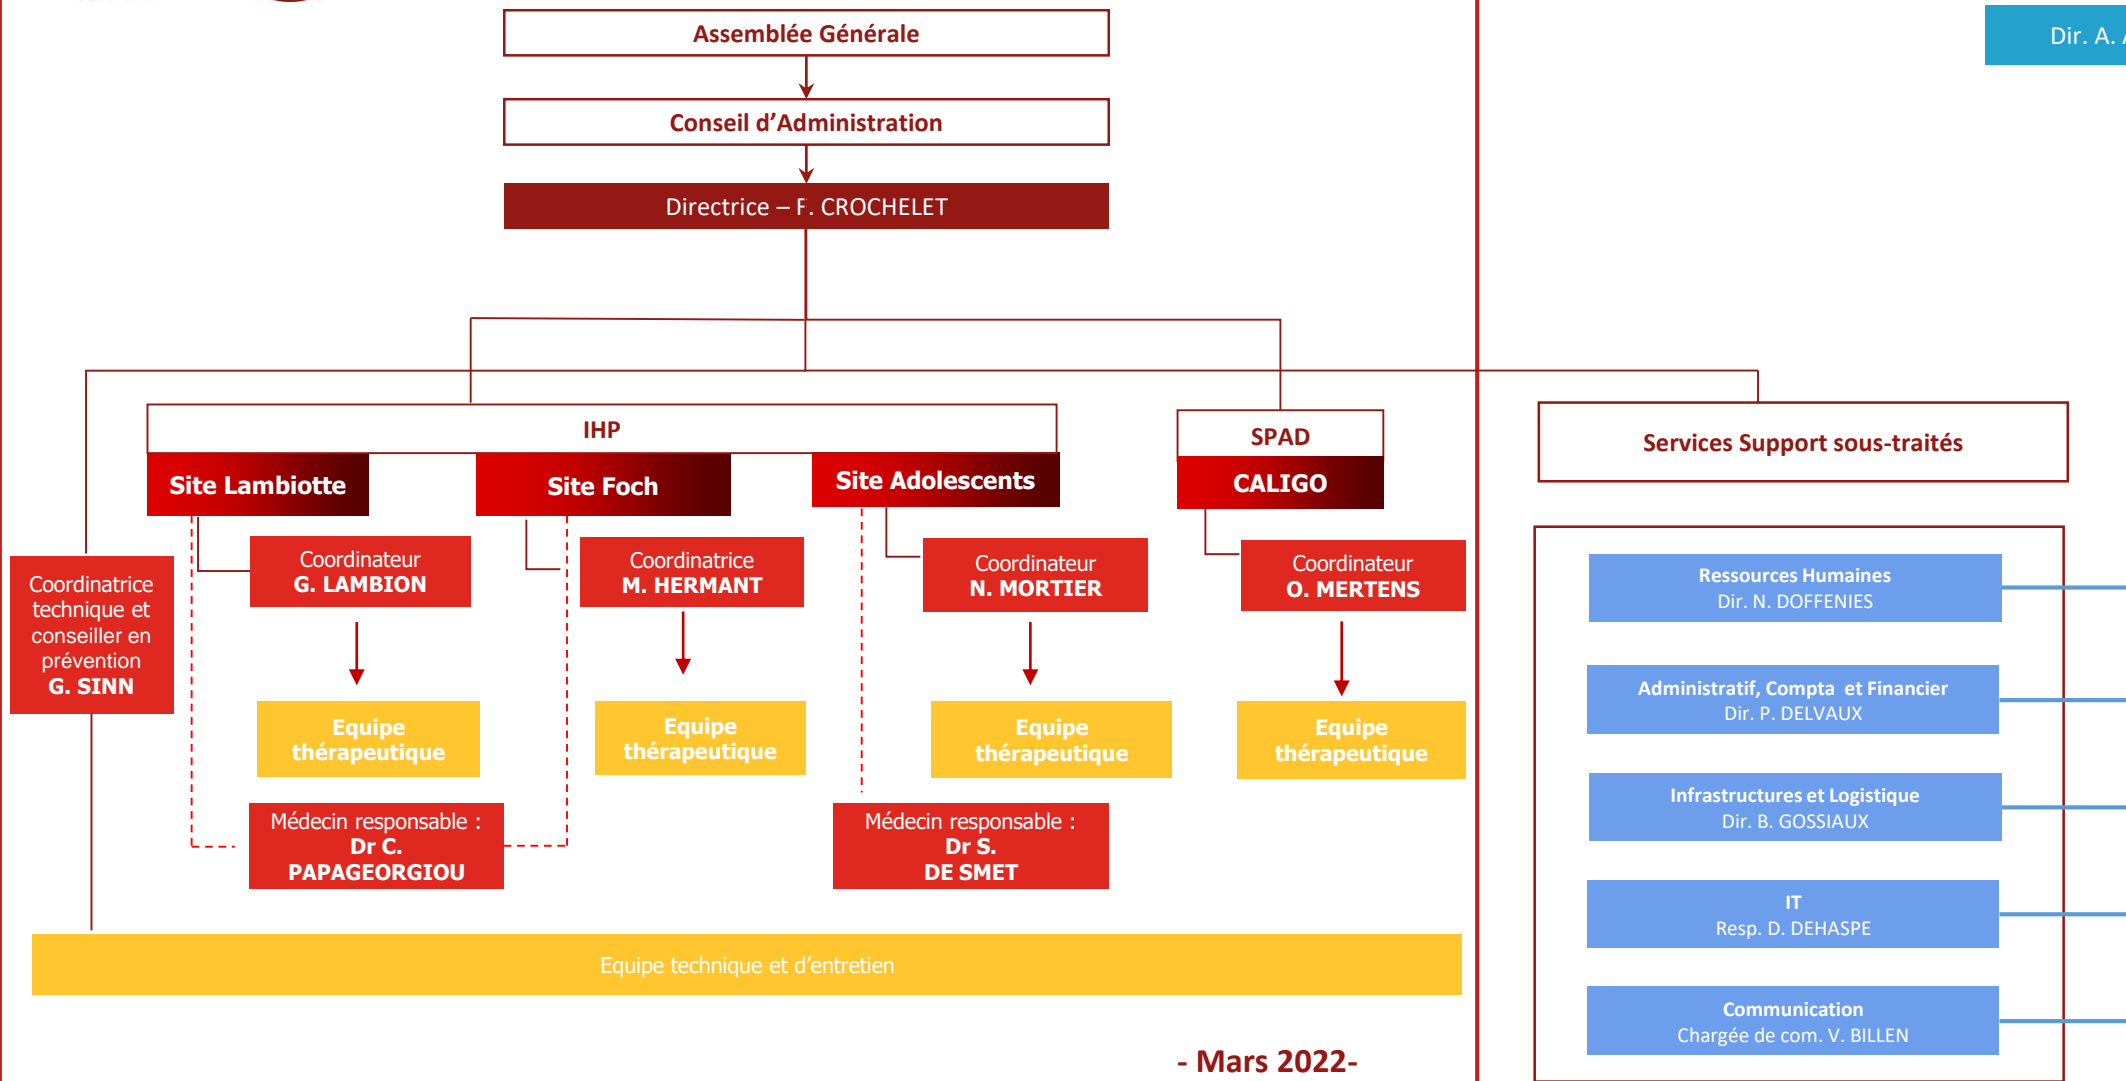 Assemblée Générale
Conseil d’Administration
Directrice – F. CROCHELET
Dir. A.
IHP
Site Lambiotte
Site Foch
Site Adolescents
SPAD
CALIGO
Services Support sous-traités
Coordinatrice
technique et
conseiller en
prévention
G. SINN
Coordinateur
G. LAMBION
Coordinatrice
M. HERMANT
Coordinateur
N. MORTIER
Coordinateur
O. MERTENS
Equipe
thérapeutique
Equipe
thérapeutique
Equipe
thérapeutique
Equipe
thérapeutique
Médecin responsable :
Dr C.
PAPAGEORGIOU
Médecin responsable :
Dr S.
DE SMET
Equipe technique et d’entretien
Ressources Humaines
Dir. N. DOFFENIES
Administratif, Compta et Financier
Dir. P. DELVAUX
Infrastructures et Logistique
Dir. B. GOSSIAUX
IT
Resp. D. DEHASPE
Communication
Chargée de com. V. BILLEN
- Mars 2022-